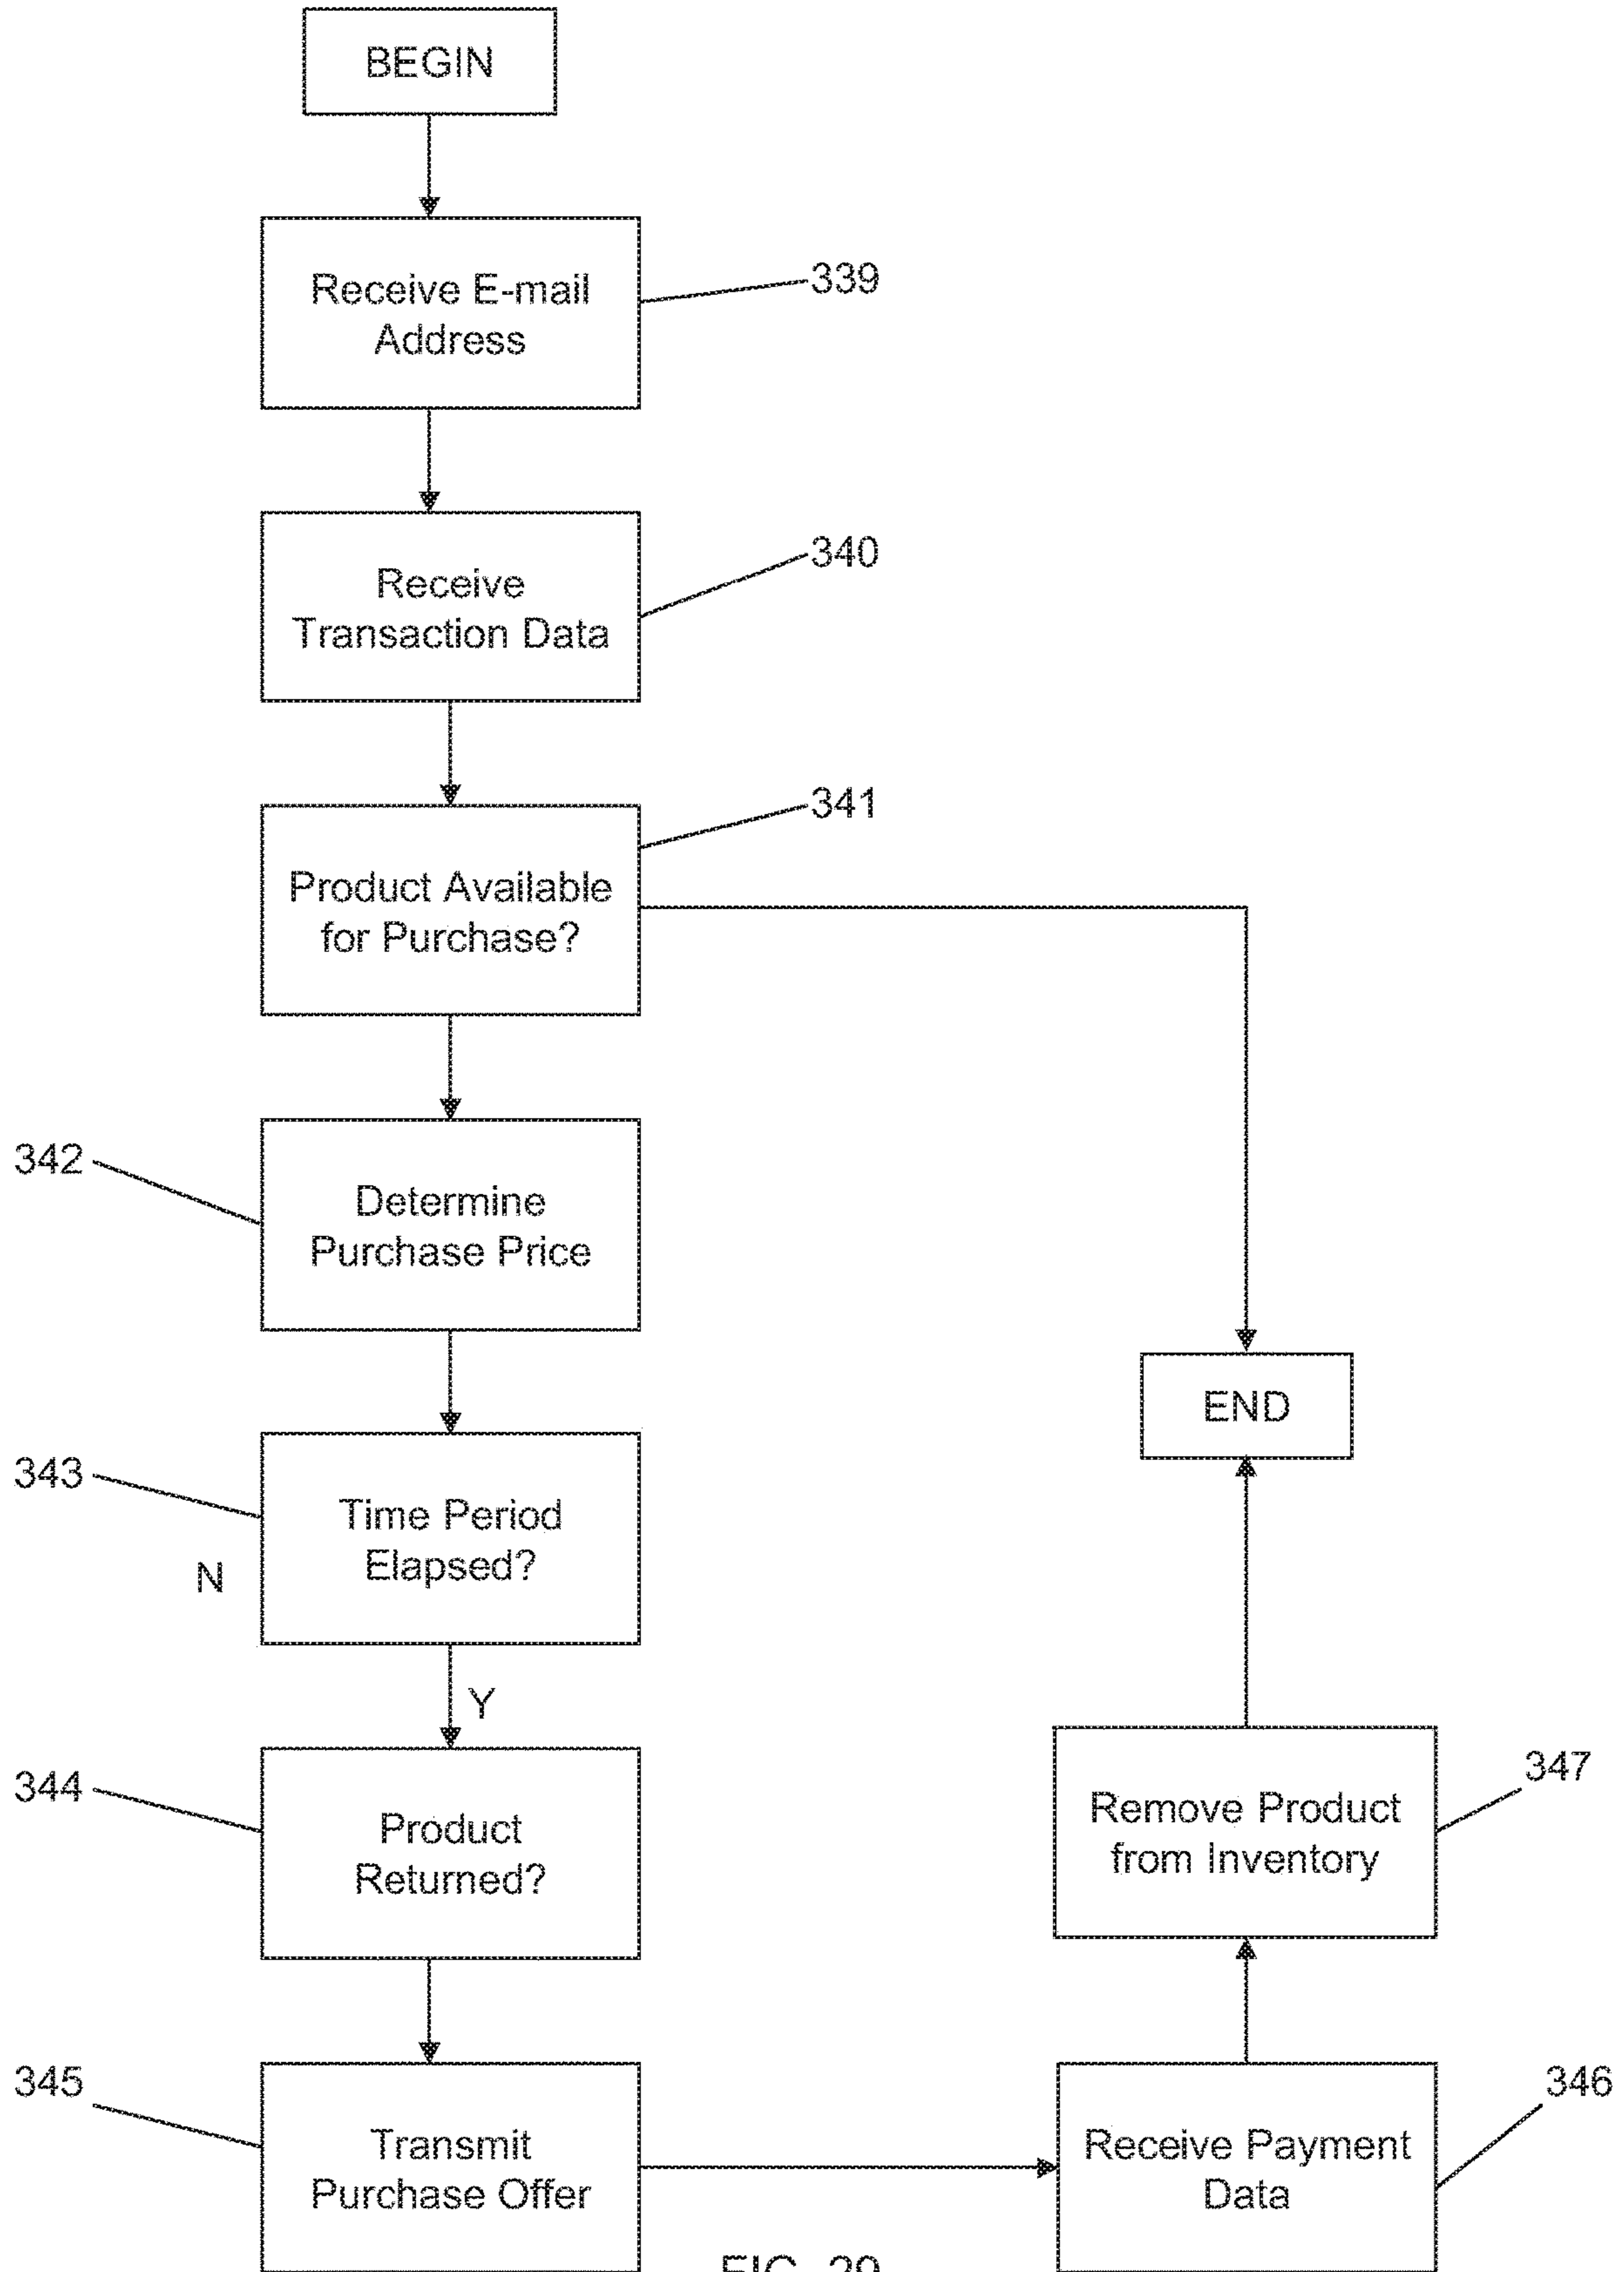 BEGIN
Receive E-mail
Address
339
Receive
Transaction Data
340
Product Available
for Purchase?
341
342
Determine
Purchase Price
343
Time Period
Elapsed?
N
Y
344
Product
Returned?
345
Transmit
Purchase Offer
Receive Payment
Data
346
Remove Product
from Inventory
347
END
FIG. 29